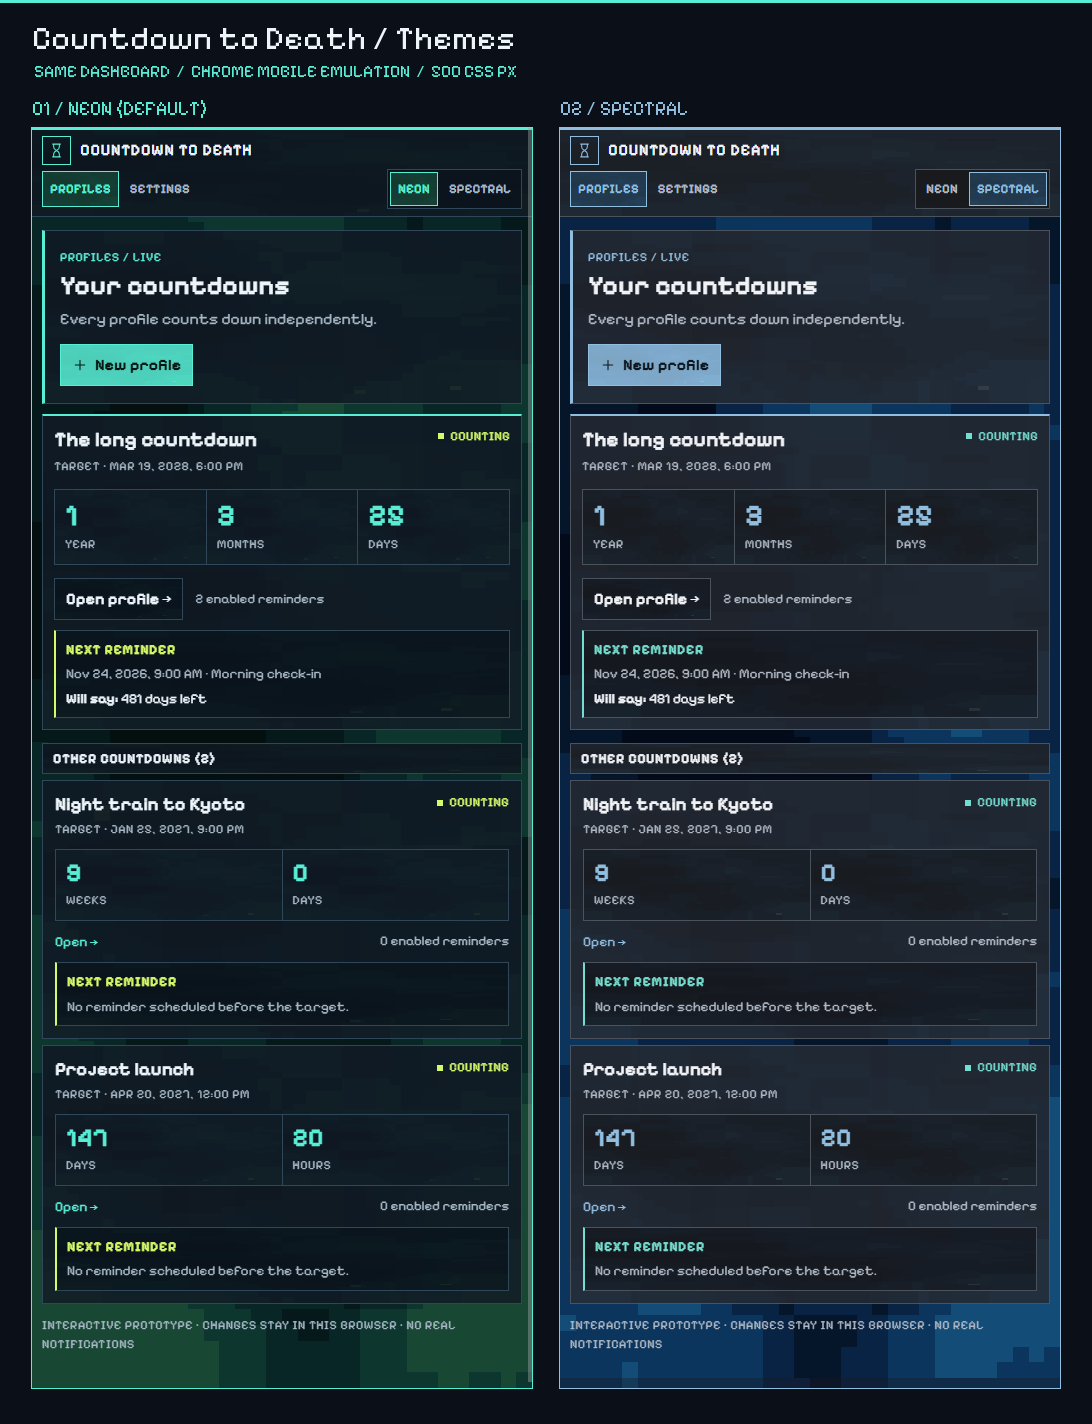 Countdown to Death / Themes
SAME DASHBOARD / CHROME MOBILE EMULATION / 500 CSS PX
01 / NEON (DEFAULT)
COUNTDOWN TO DEATH
PROFILES SETTINGS NEON SPECTRAL
PROFILES / LIVE
Your countdowns
Every profile counts down independently.
+ New profile
The long countdown COUNTING
TARGET · MAR 19, 2028, 6:00 PM
1 3 25
YEAR MONTHS DAYS
Open profile → 2 enabled reminders
NEXT REMINDER
Nov 24, 2026, 9:00 AM · Morning check-in
Will say: 481 days left
OTHER COUNTDOWNS (2)
Night train to Kyoto COUNTING
TARGET · JAN 25, 2027, 9:00 PM
9 0
WEEKS DAYS
Open → 0 enabled reminders
NEXT REMINDER
No reminder scheduled before the target.
Project launch COUNTING
TARGET · APR 20, 2027, 12:00 PM
147 20
DAYS HOURS
Open → 0 enabled reminders
NEXT REMINDER
No reminder scheduled before the target.
INTERACTIVE PROTOTYPE · CHANGES STAY IN THIS BROWSER · NO REAL
NOTIFICATIONS
02 / SPECTRAL
COUNTDOWN TO DEATH
PROFILES SETTINGS NEON SPECTRAL
PROFILES / LIVE
Your countdowns
Every profile counts down independently.
+ New profile
The long countdown COUNTING
TARGET · MAR 19, 2028, 6:00 PM
1 3 25
YEAR MONTHS DAYS
Open profile → 2 enabled reminders
NEXT REMINDER
Nov 24, 2026, 9:00 AM · Morning check-in
Will say: 481 days left
OTHER COUNTDOWNS (2)
Night train to Kyoto COUNTING
TARGET · JAN 25, 2027, 9:00 PM
9 0
WEEKS DAYS
Open → 0 enabled reminders
NEXT REMINDER
No reminder scheduled before the target.
Project launch COUNTING
TARGET · APR 20, 2027, 12:00 PM
147 20
DAYS HOURS
Open → 0 enabled reminders
NEXT REMINDER
No reminder scheduled before the target.
INTERACTIVE PROTOTYPE · CHANGES STAY IN THIS BROWSER · NO REAL
NOTIFICATIONS